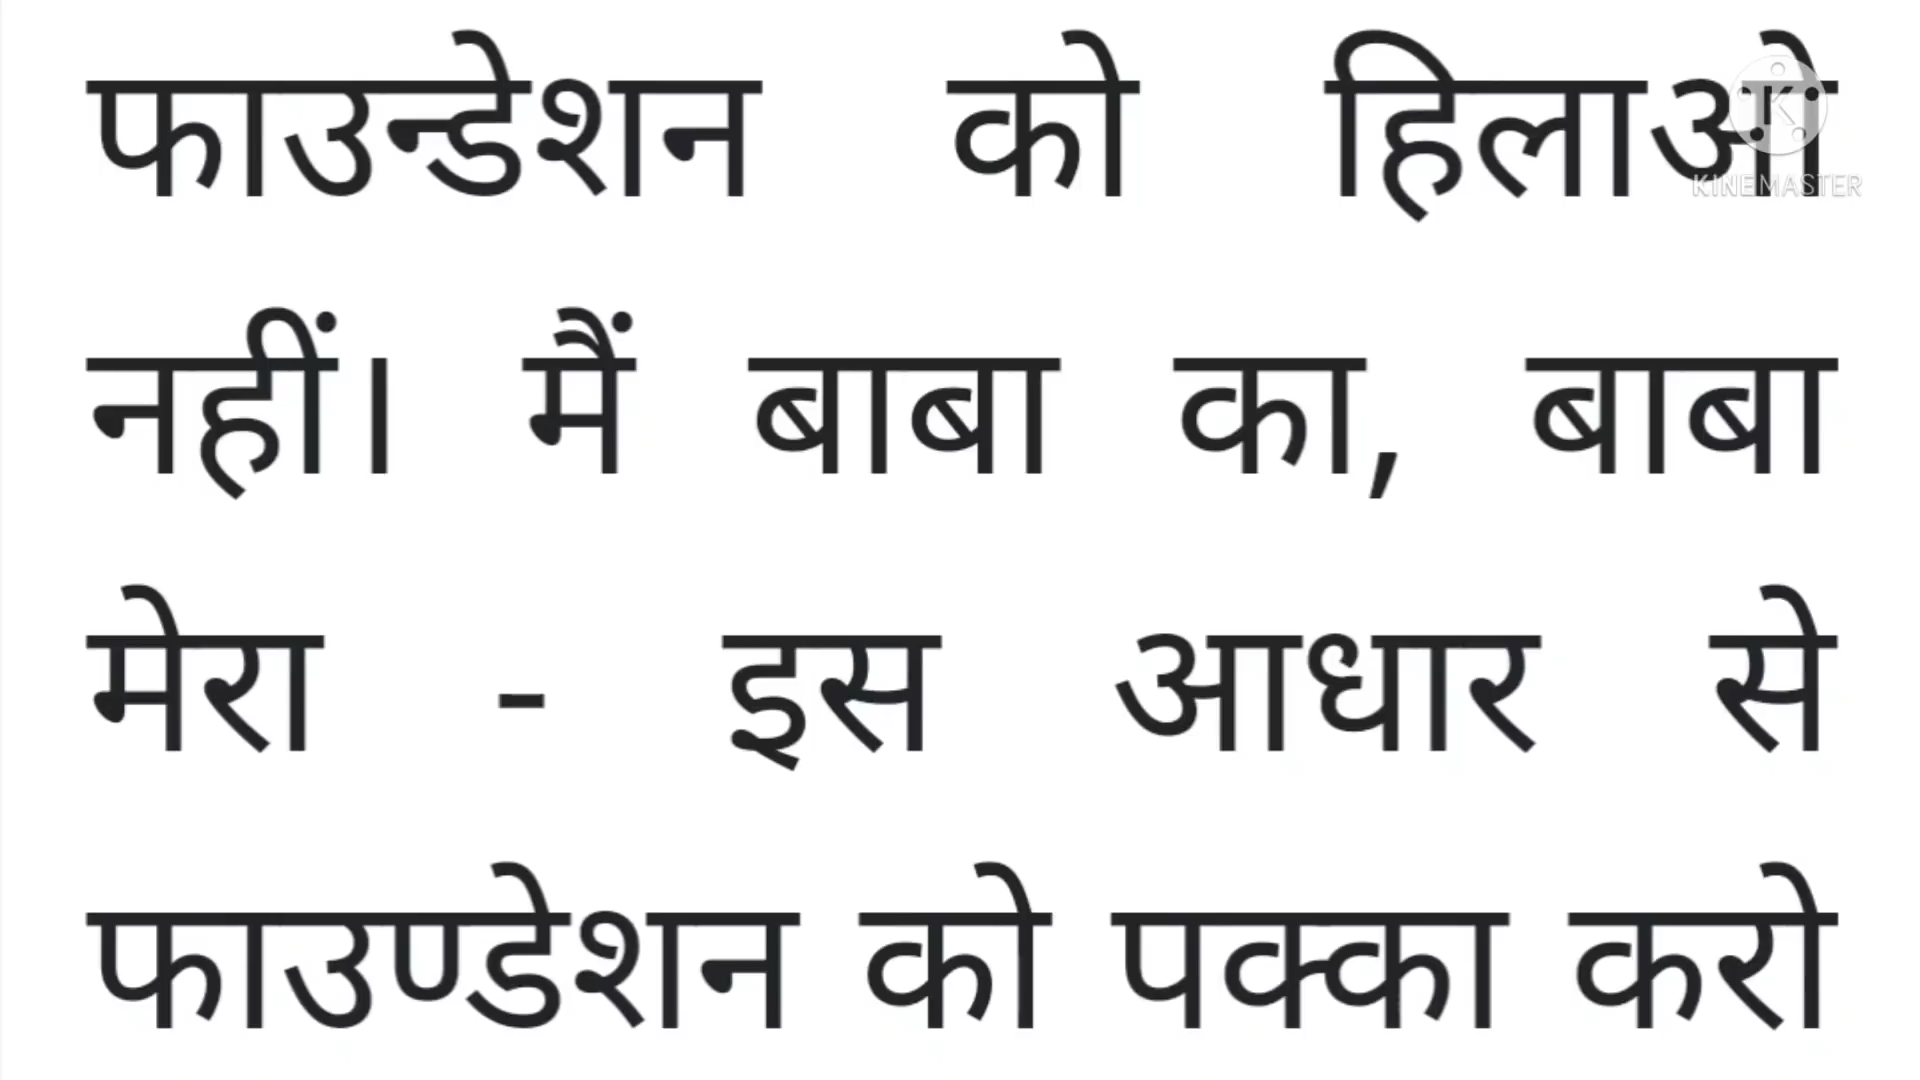 फाउन्डेशन को हिलाओ
नहीं। मैं बाबा का, बाबा
मेरा - इस आधार से
फाउण्डेशन को पक्का करो
KINEMASTER